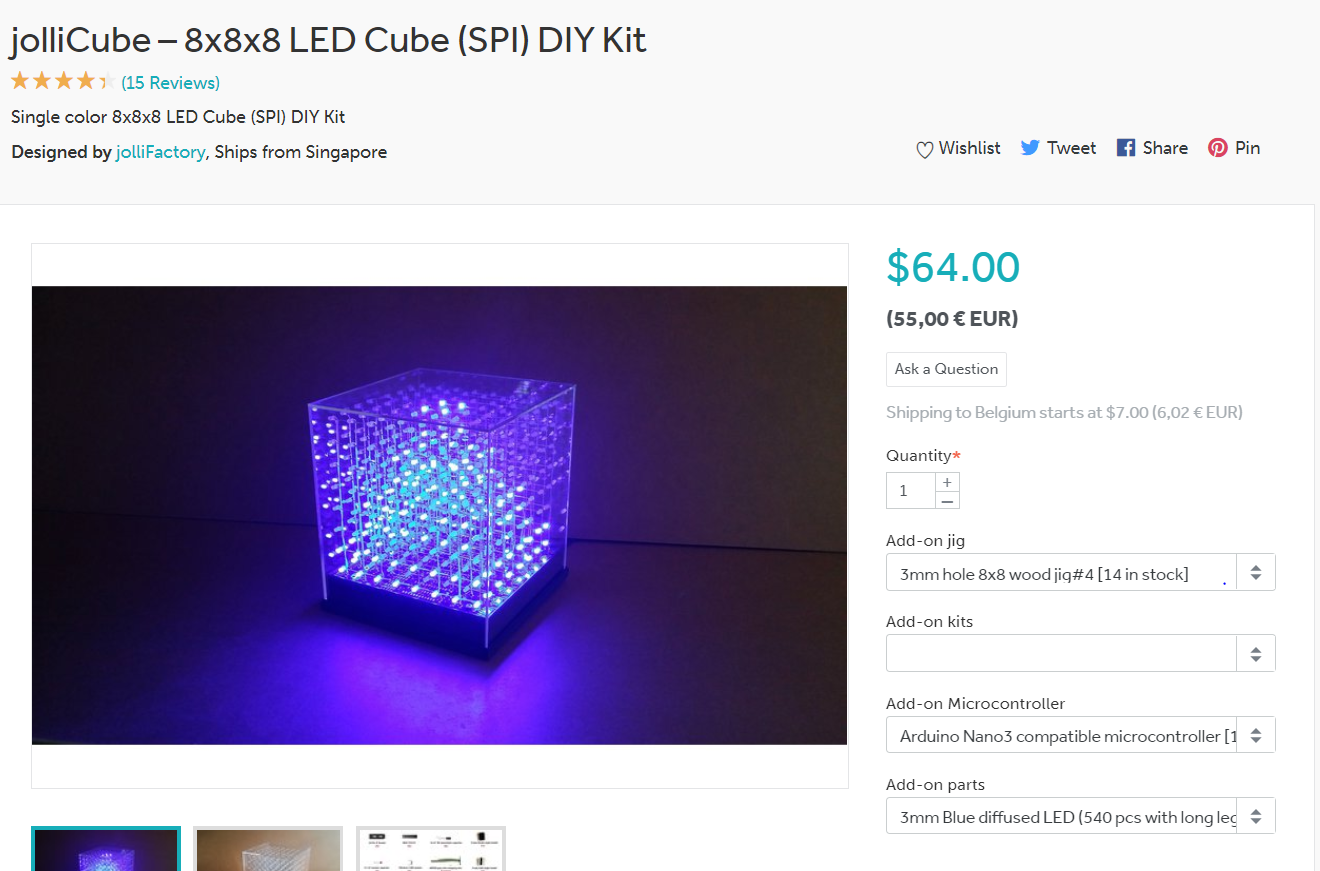 jolliCube – 8x8x8 LED Cube (SPI) DIY Kit
(15 Reviews)
Single color 8x8x8 LED Cube (SPI) DIY Kit
Designed by jolliFactory, Ships from Singapore
Wishlist Tweet Share Pin
$64.00
(55,00 € EUR)
Ask a Question
Shipping to Belgium starts at $7.00 (6,02 € EUR)
Quantity*
1 + –
Add-on jig
3mm hole 8x8 wood jig#4 [14 in stock]
Add-on kits
Add-on Microcontroller
Arduino Nano3 compatible microcontroller [1
Add-on parts
3mm Blue diffused LED (540 pcs with long leg